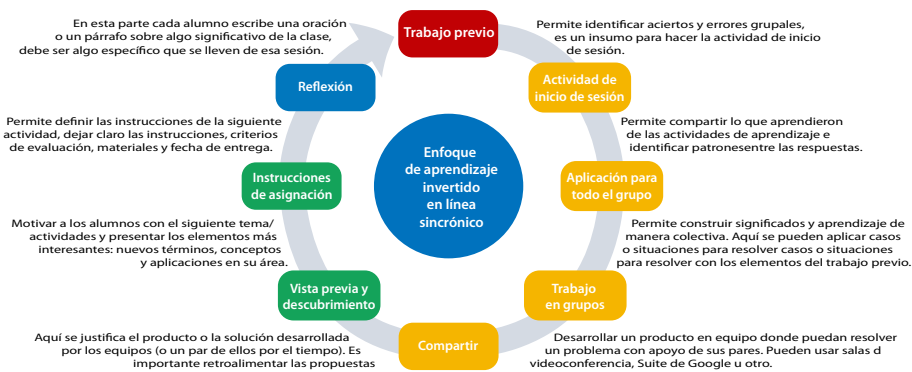 Trabajo previo
Permite identificar aciertos y errores grupales,
es un insumo para hacer la actividad de inicio
de sesión.
Actividad de
inicio de sesión
Permite compartir lo que aprendieron
de las actividades de aprendizaje e
identificar patronesentre las respuestas.
Aplicación para
todo el grupo
Permite construir significados y aprendizaje de
manera colectiva. Aquí se pueden aplicar casos
o situaciones para resolver casos o situaciones
para resolver con los elementos del trabajo previo.
Trabajo
en grupos
Desarrollar un producto en equipo donde puedan resolver
un problema con apoyo de sus pares. Pueden usar salas d
videoconferencia, Suite de Google u otro.
Compartir
Aquí se justifica el producto o la solución desarrollada
por los equipos (o un par de ellos por el tiempo). Es
importante retroalimentar las propuestas
Vista previa y
descubrimiento
Motivar a los alumnos con el siguiente tema/
actividades y presentar los elementos más
interesantes: nuevos términos, conceptos
y aplicaciones en su área.
Instrucciones
de asignación
Permite definir las instrucciones de la siguiente
actividad, dejar claro las instrucciones, criterios
de evaluación, materiales y fecha de entrega.
Reflexión
En esta parte cada alumno escribe una oración
o un párrafo sobre algo significativo de la clase,
debe ser algo específico que se lleven de esa sesión.
Enfoque
de aprendizaje
invertido
en línea
sincrónico